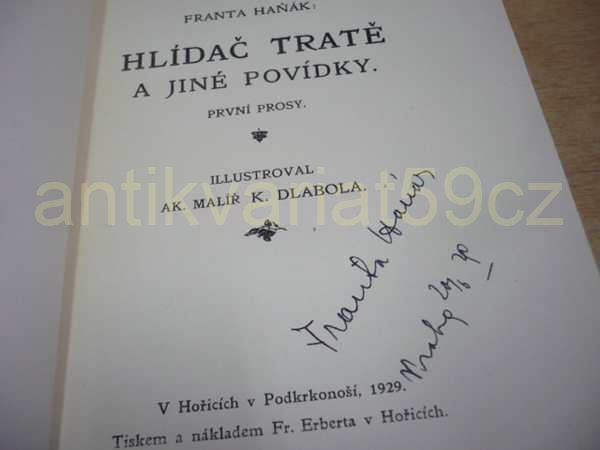 FRANTA HAŇÁK:
HLÍDAČ TRATĚ
A JINÉ POVÍDKY.
PRVNÍ PROSY.
ILLUSTROVAL
AK. MALÍŘ K. DLABOLA.
antikvariat59cz
Franta Haňák
Praha
V Hořicích v Podkrkonoší, 1929.
Tiskem a nákladem Fr. Erberta v Hořicích.